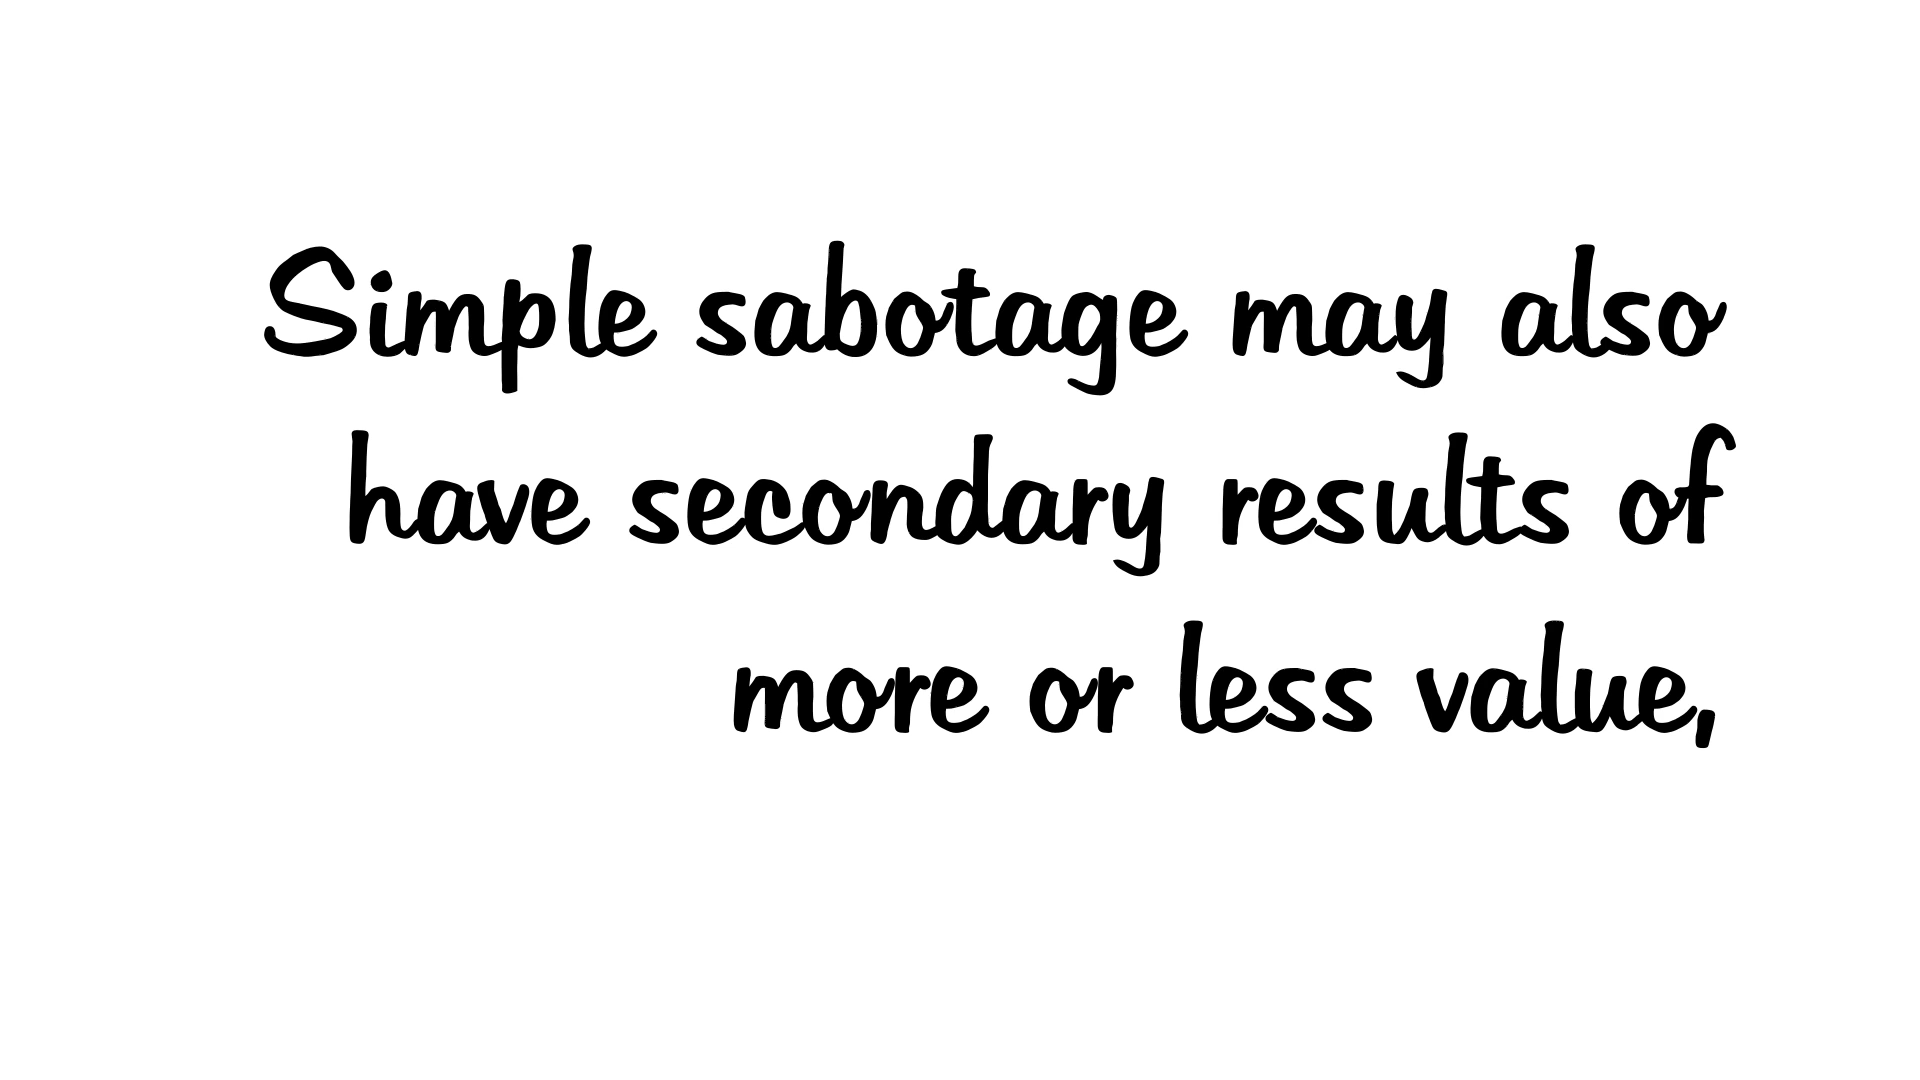 Simple sabotage may also
have secondary results of
more or less value,